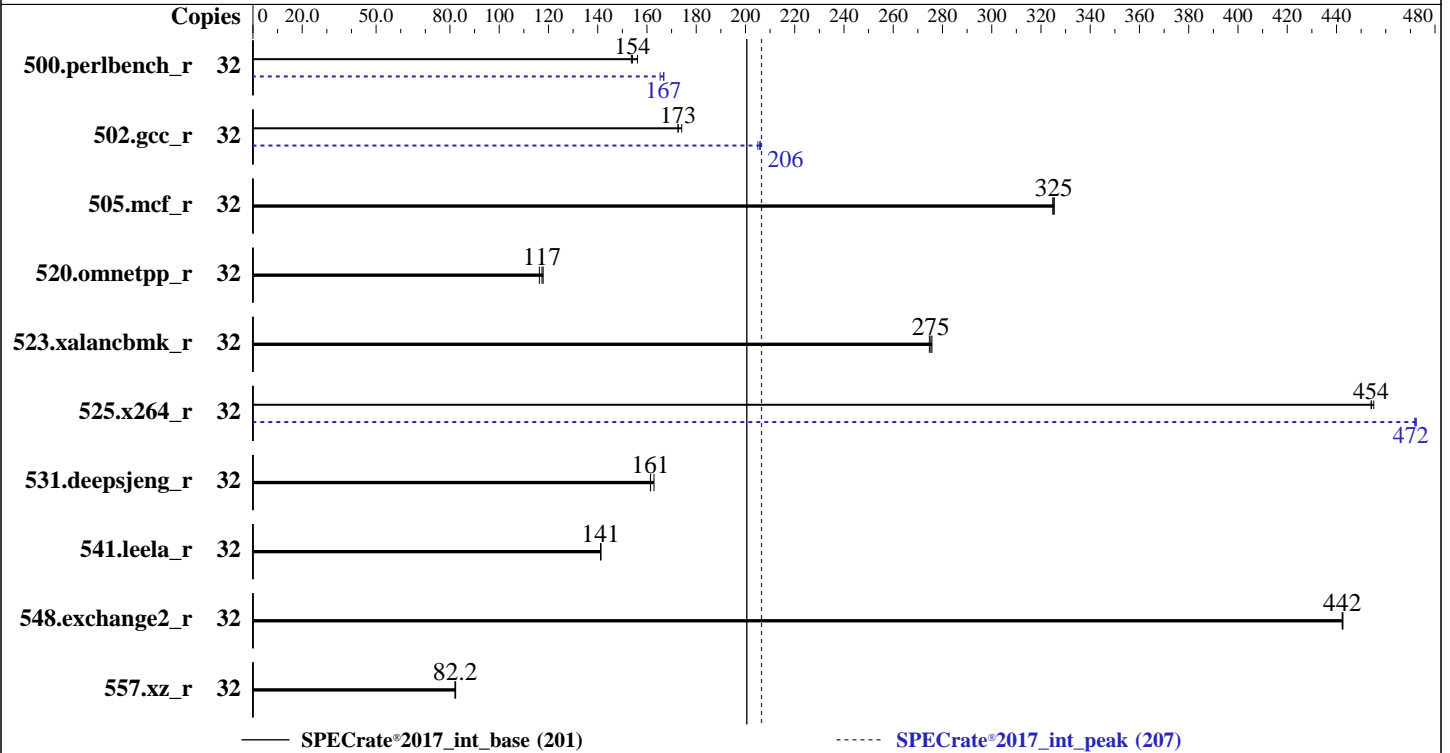 Copies 0 20.0 50.0 80.0 100 120 140 160 180 200 220 240 260 280 300 320 340 360 380 400 420 440 480
154
500.perlbench_r 32
167
173
502.gcc_r 32
206
325
505.mcf_r 32
117
520.omnetpp_r 32
275
523.xalancbmk_r 32
454
525.x264_r 32
472
161
531.deepsjeng_r 32
141
541.leela_r 32
442
548.exchange2_r 32
82.2
557.xz_r 32
SPECrate®2017_int_base (201) SPECrate®2017_int_peak (207)